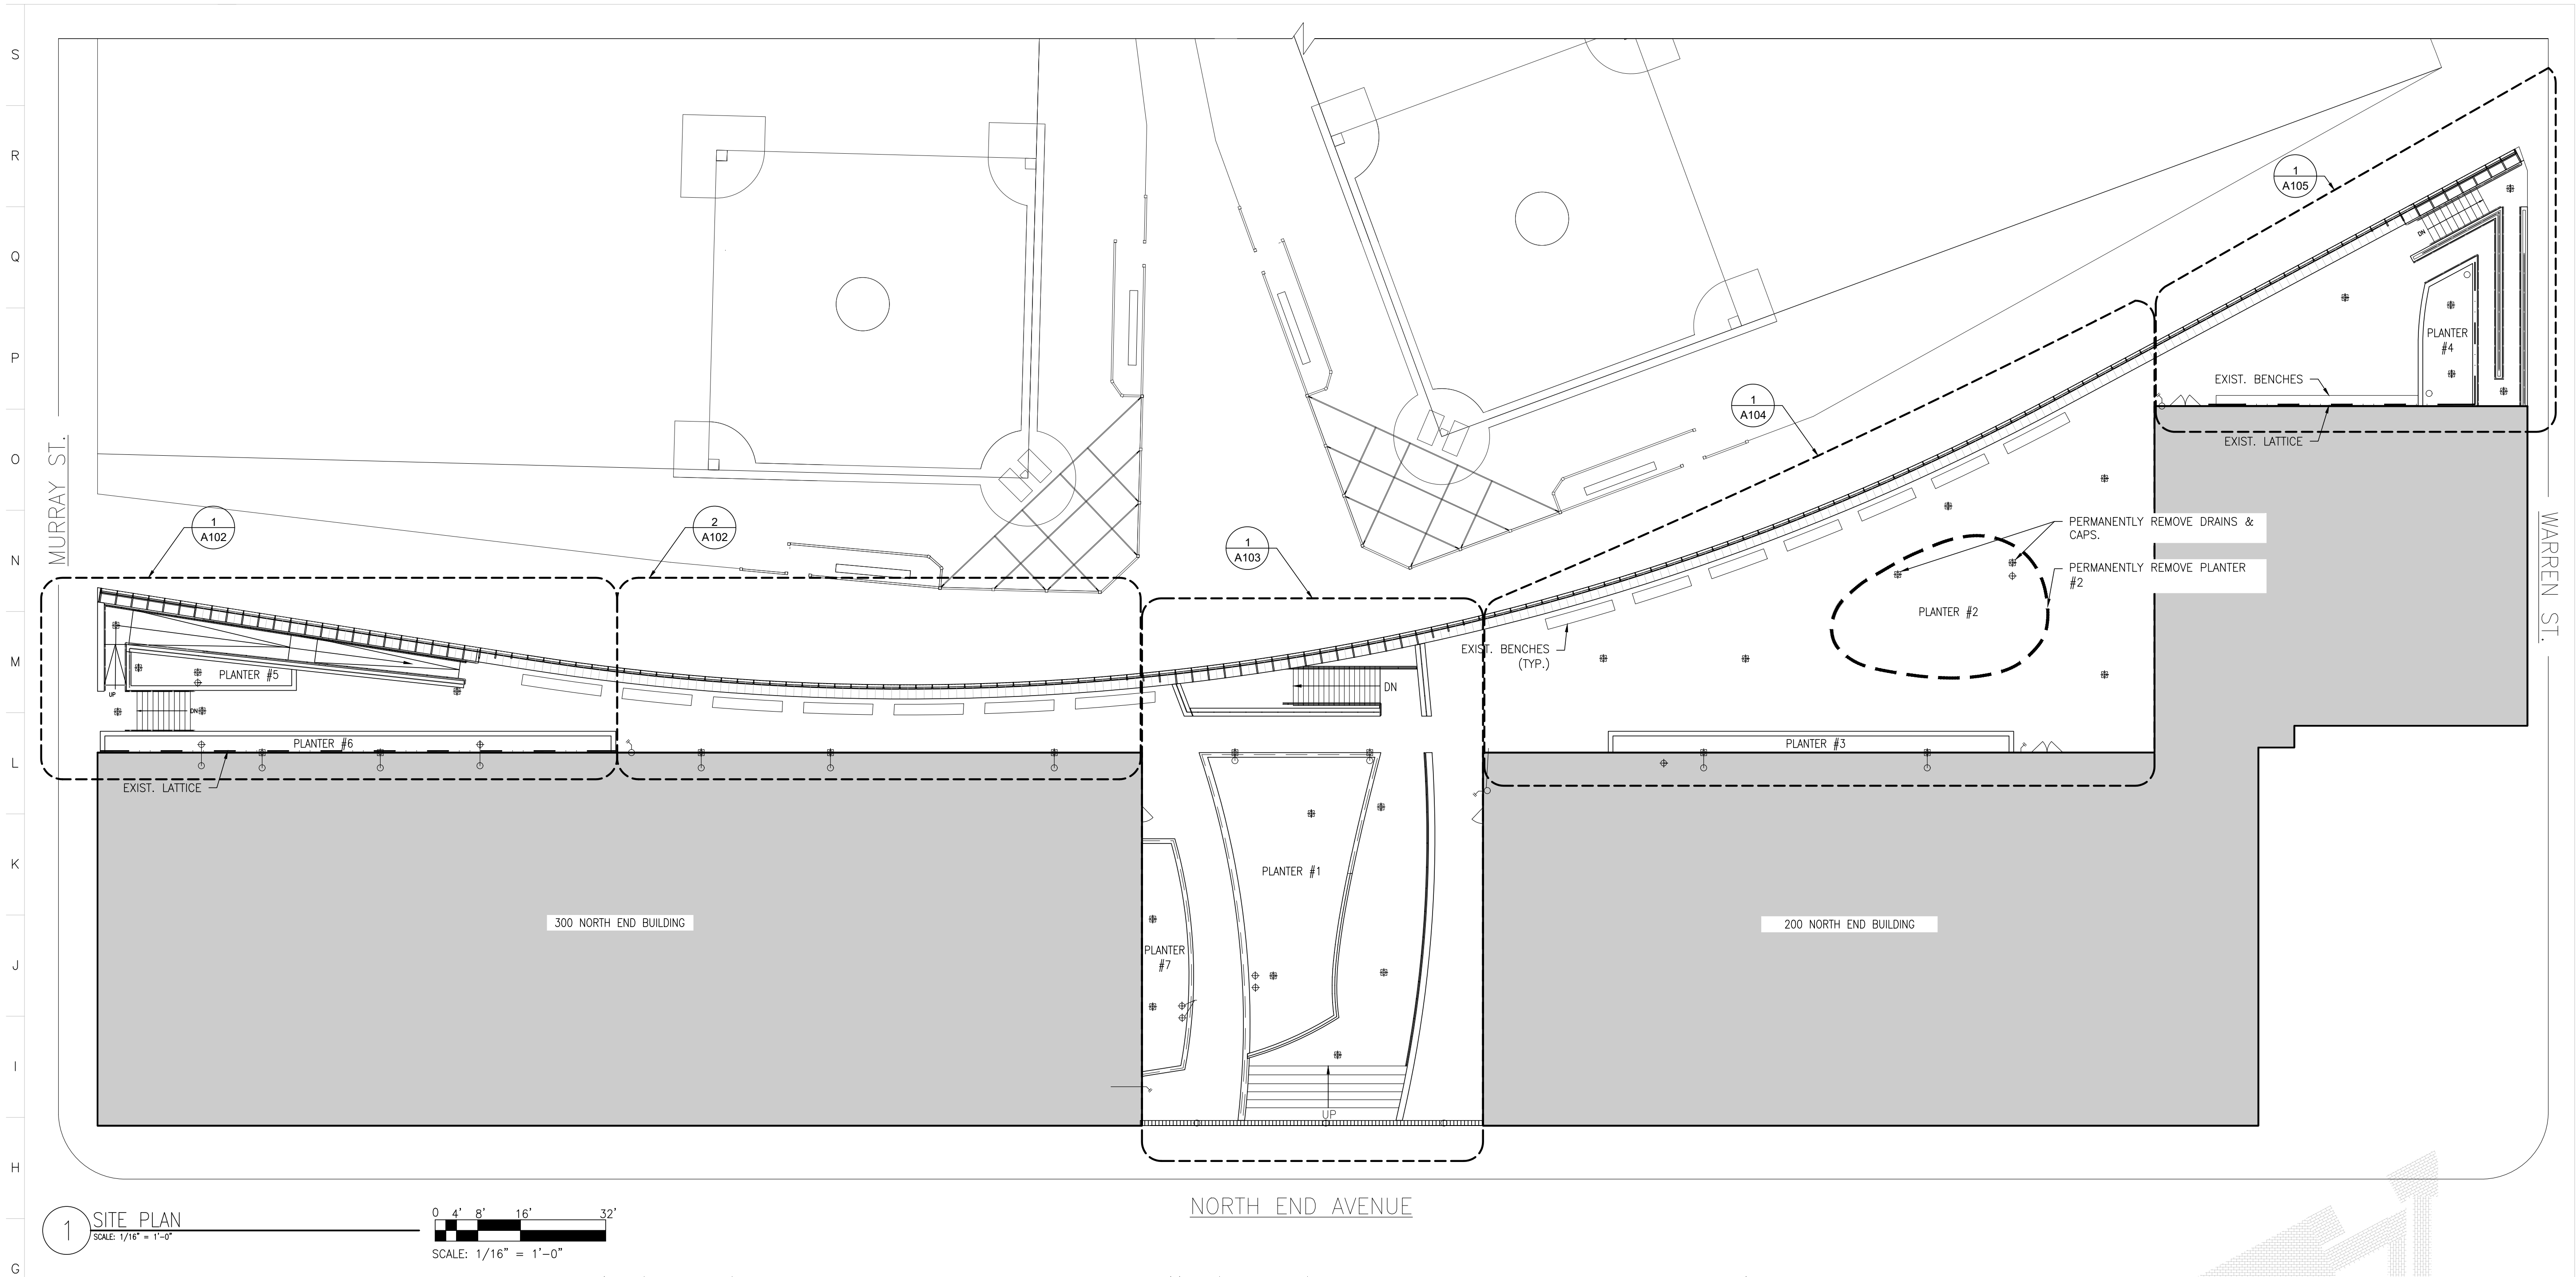 S
R
Q
P
O
N
M
L
K
J
I
H
G
MURRAY ST.
WARREN ST.
NORTH END AVENUE
1
A105
1
A104
1
A102
2
A102
1
A103
DN
PLANTER
#4
EXIST. BENCHES
EXIST. LATTICE
PERMANENTLY REMOVE DRAINS &
CAPS.
PERMANENTLY REMOVE PLANTER
#2
PLANTER #2
EXIST. BENCHES
(TYP.)
PLANTER #5
UP
DN
DN
PLANTER #6
PLANTER #3
EXIST. LATTICE
PLANTER #1
300 NORTH END BUILDING
200 NORTH END BUILDING
PLANTER
#7
UP
1
SITE PLAN
SCALE: 1/16" = 1'-0"
0 4' 8' 16' 32'
SCALE: 1/16" = 1'-0"